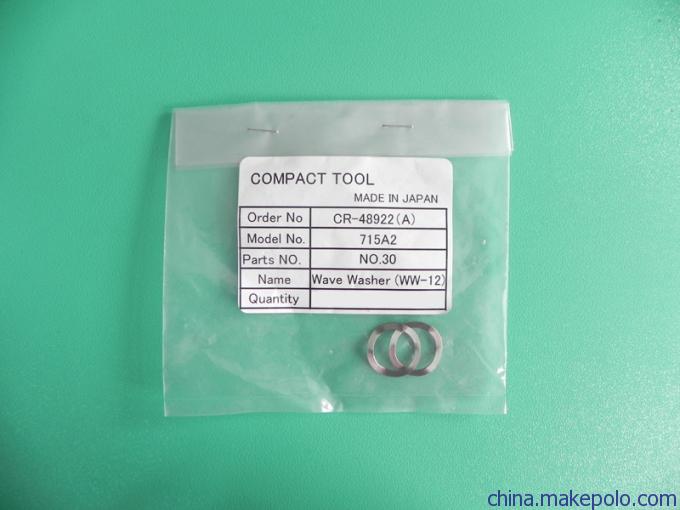 COMPACT TOOL
MADE IN JAPAN
Order No CR-48922(A)
Model No. 715A2
Parts NO. NO.30
Name Wave Washer (WW-12)
Quantity
china.makepolo.com